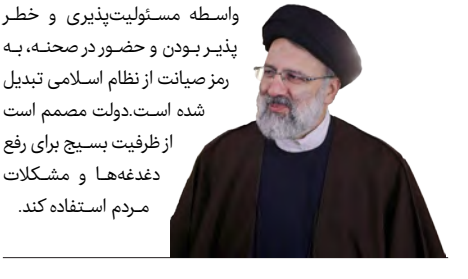 واسطه مسئولیت‌پذیری و خطر
پذیر بودن و حضور در صحنه، به
رمز صیانت از نظام اسلامی تبدیل
شده است.دولت مصمم است
از ظرفیت بسیج برای رفع
دغدغه‌ها و مشکلات
مردم استفاده کند.